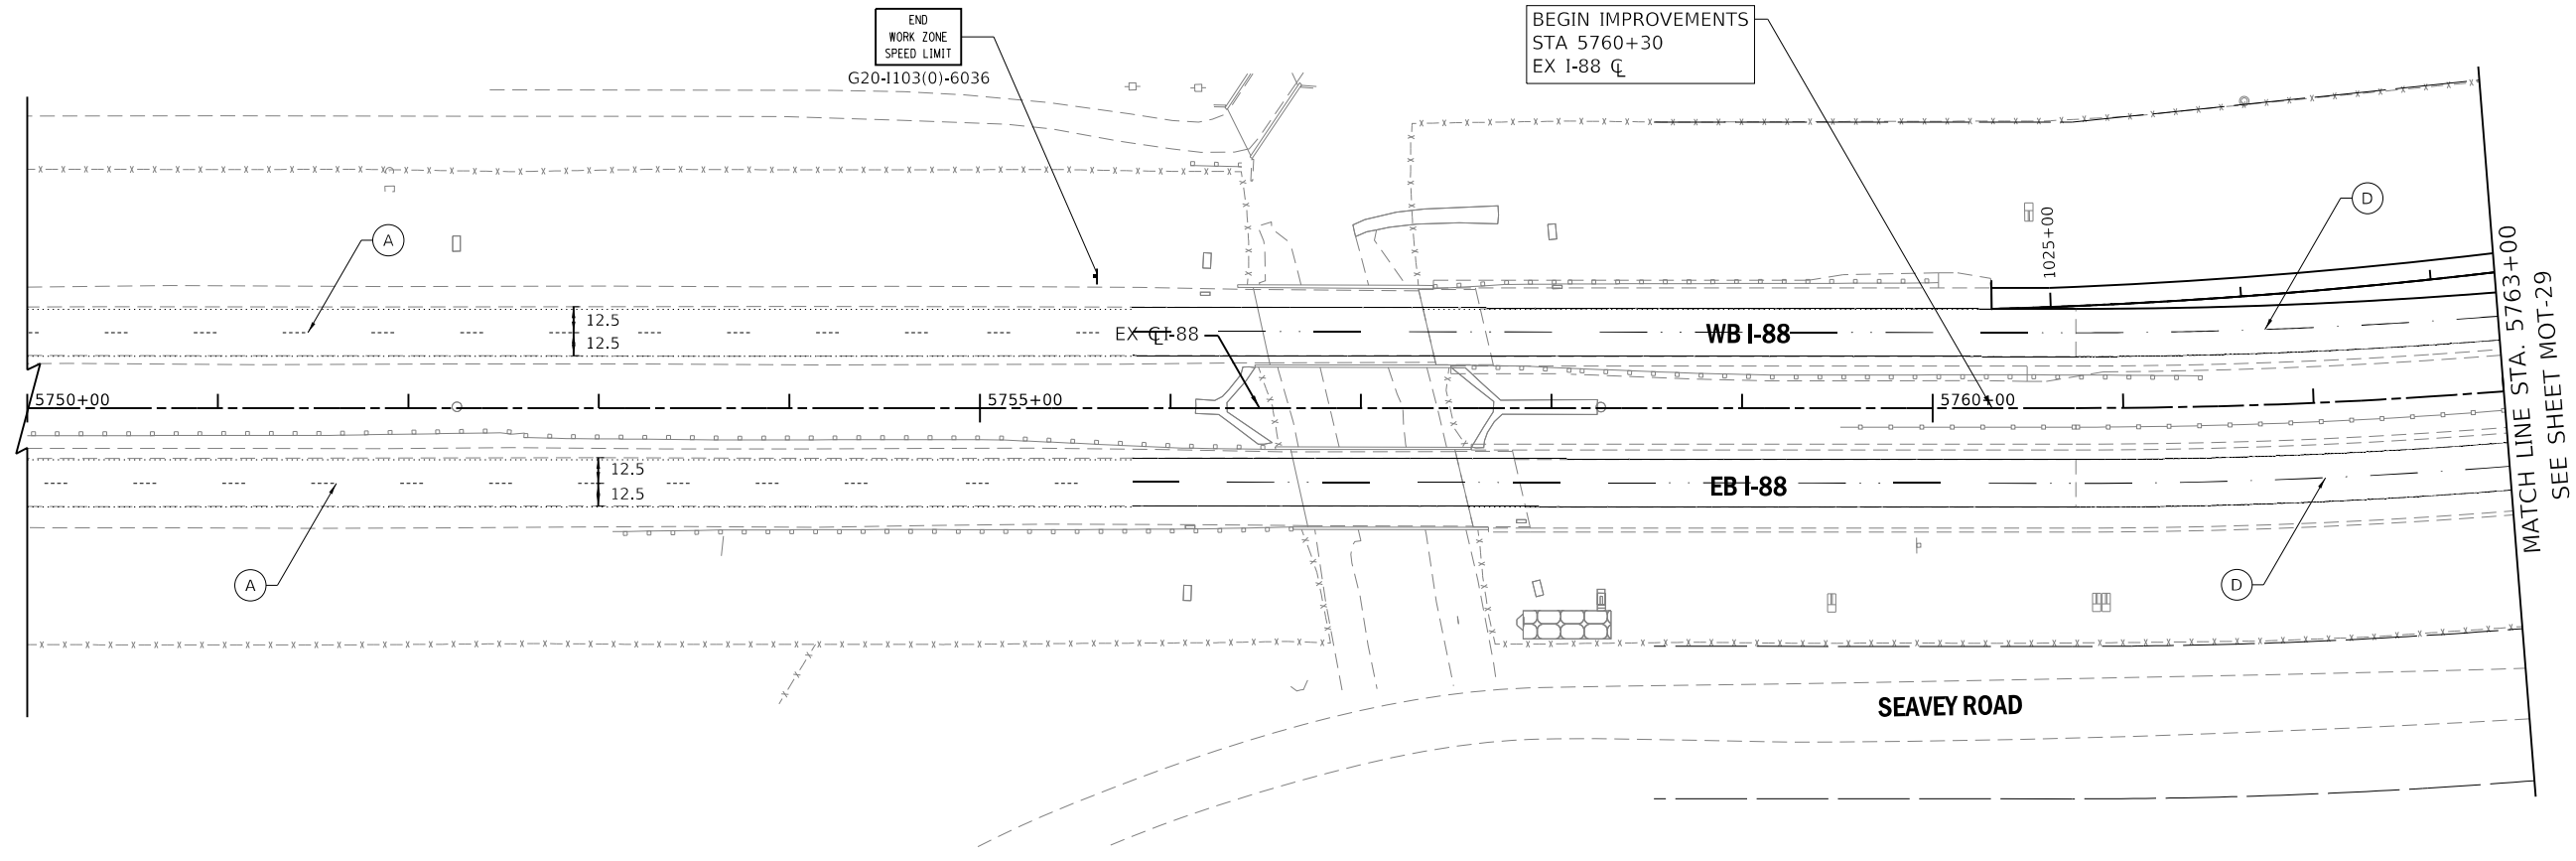 END
WORK ZONE
SPEED LIMIT
G20-I103(0)-6036
BEGIN IMPROVEMENTS
STA 5760+30
EX I-88 ℄
A
D
1025+00
12.5
12.5
EX ℄ I-88
WB I-88
5750+00
5755+00
5760+00
12.5
12.5
EB I-88
A
D
SEAVEY ROAD
MATCH LINE STA. 5763+00
SEE SHEET MOT-29